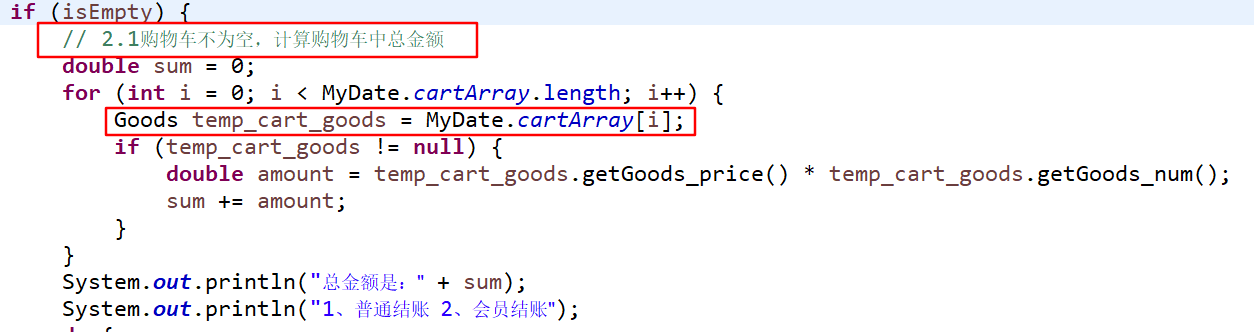 if (isEmpty) {
// 2.1购物车不为空，计算购物车中总金额
double sum = 0;
for (int i = 0; i < MyDate.cartArray.length; i++) {
Goods temp_cart_goods = MyDate.cartArray[i];
if (temp_cart_goods != null) {
double amount = temp_cart_goods.getGoods_price() * temp_cart_goods.getGoods_num();
sum += amount;
}
}
System.out.println("总金额是：" + sum);
System.out.println("1、普通结账 2、会员结账");